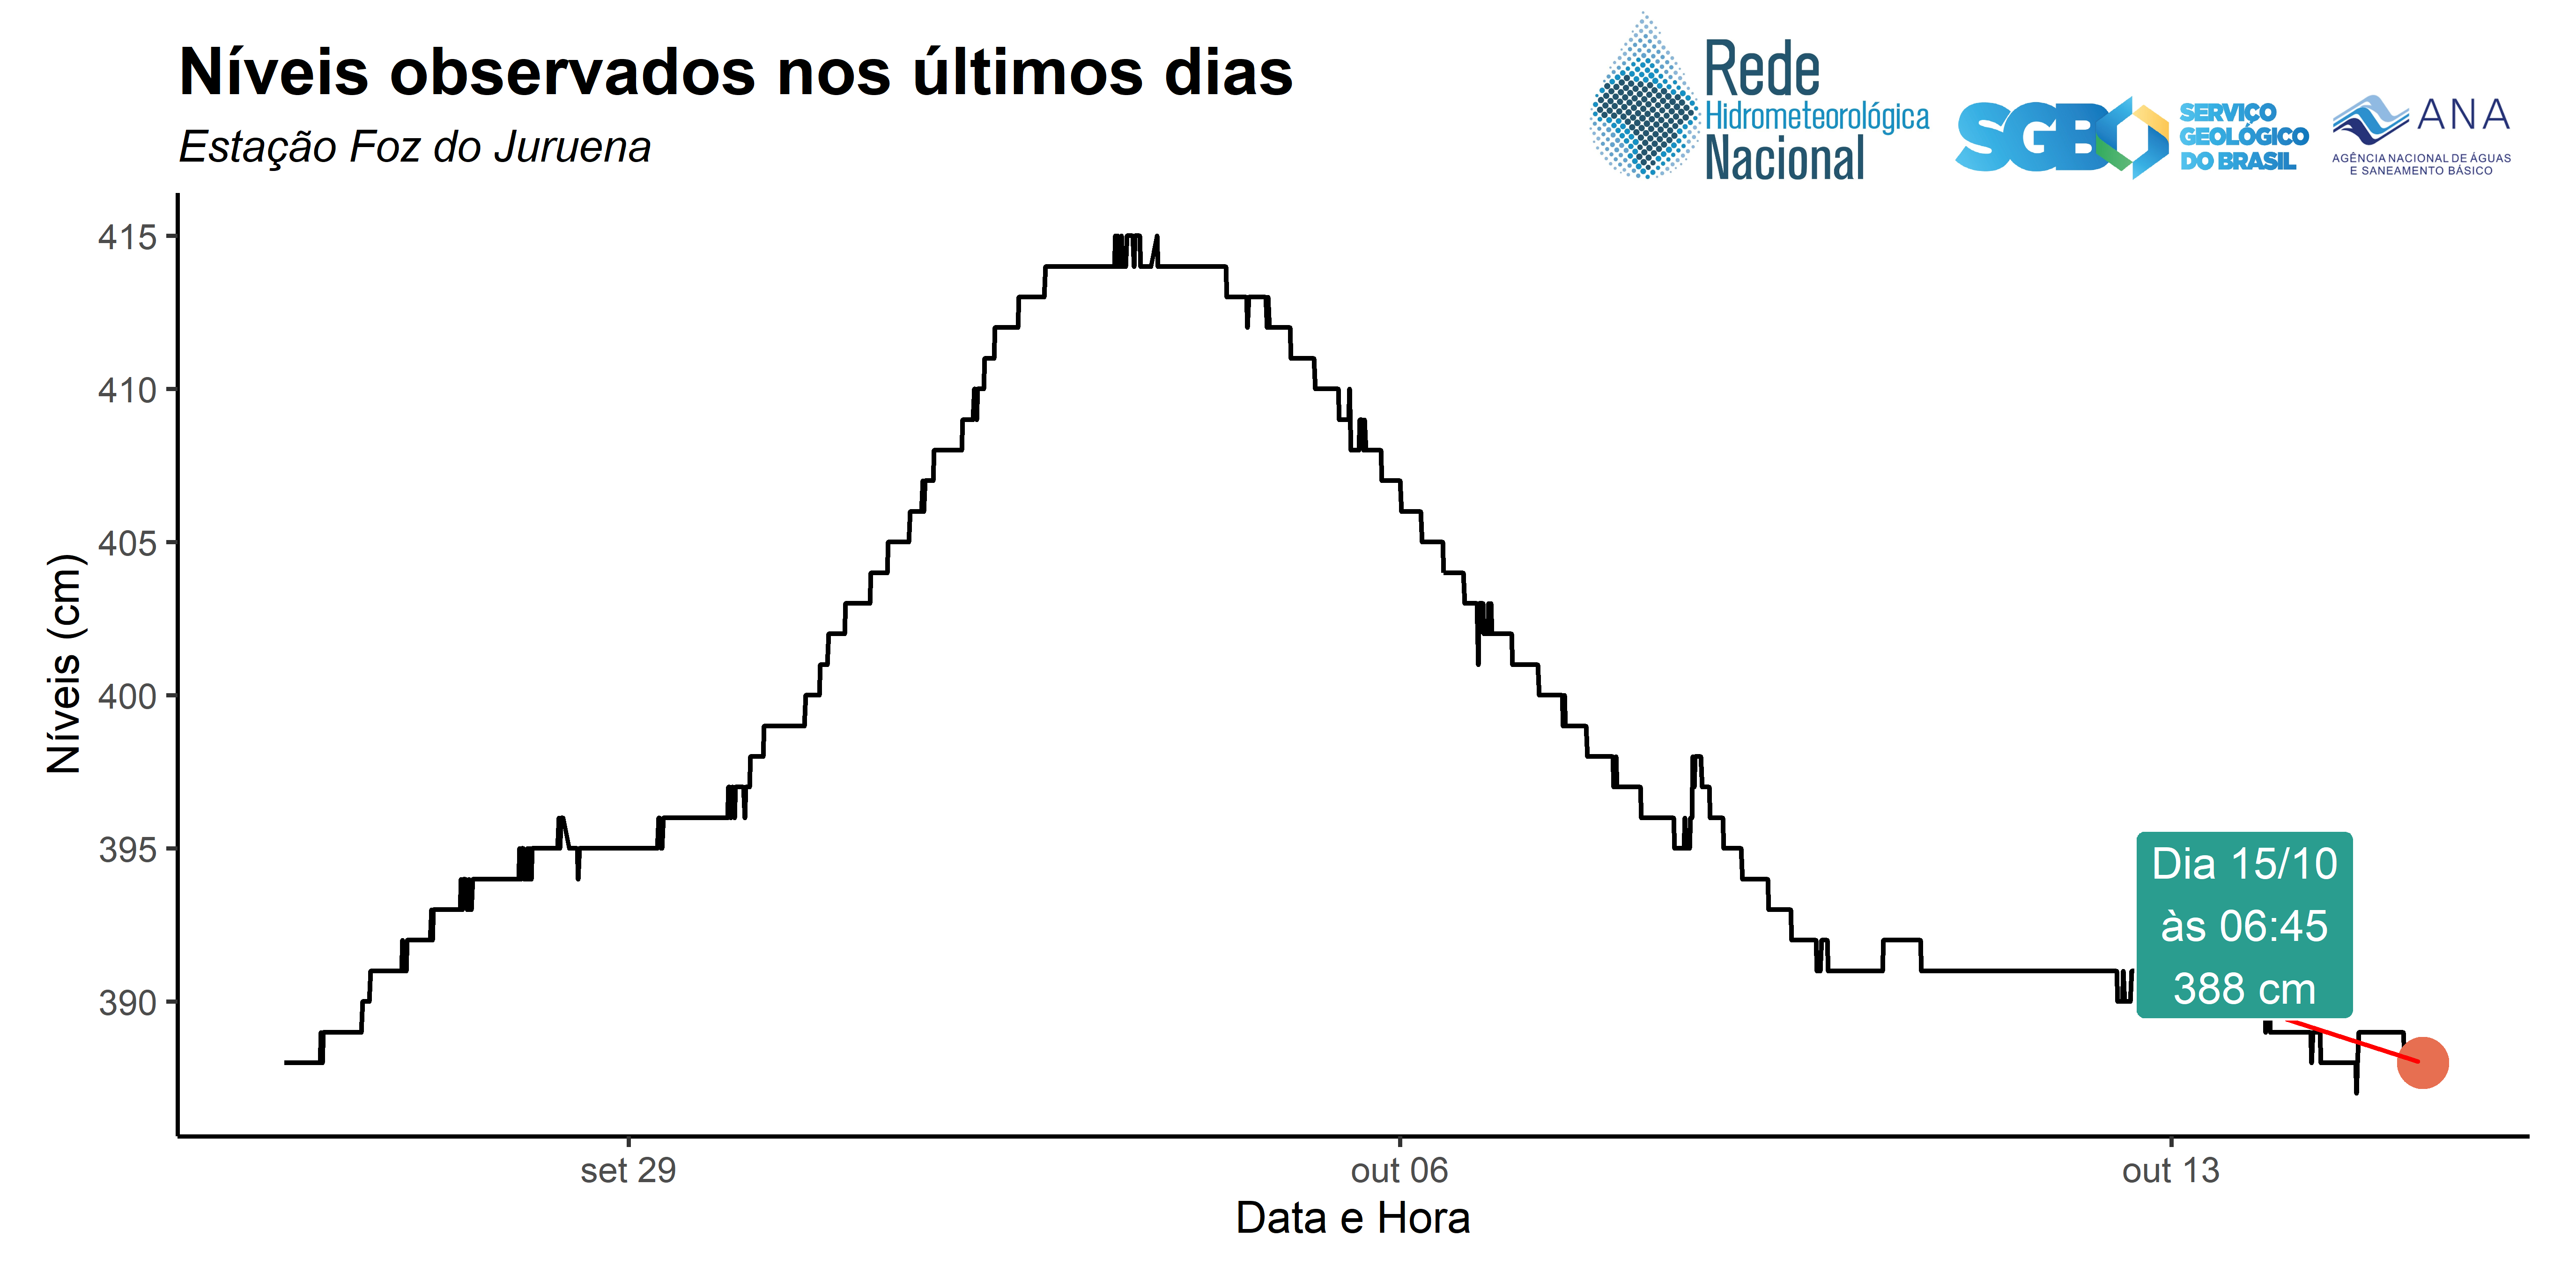 Níveis observados nos últimos dias
Estação Foz do Juruena
Rede
Hidrometeorológica
Nacional
SGB
SERVIÇO
GEOLÓGICO
DO BRASIL
ANA
AGÊNCIA NACIONAL DE ÁGUAS
E SANEAMENTO BÁSICO
Níveis (cm)
415
410
405
400
395
390
Dia 15/10
às 06:45
388 cm
set 29
out 06
out 13
Data e Hora